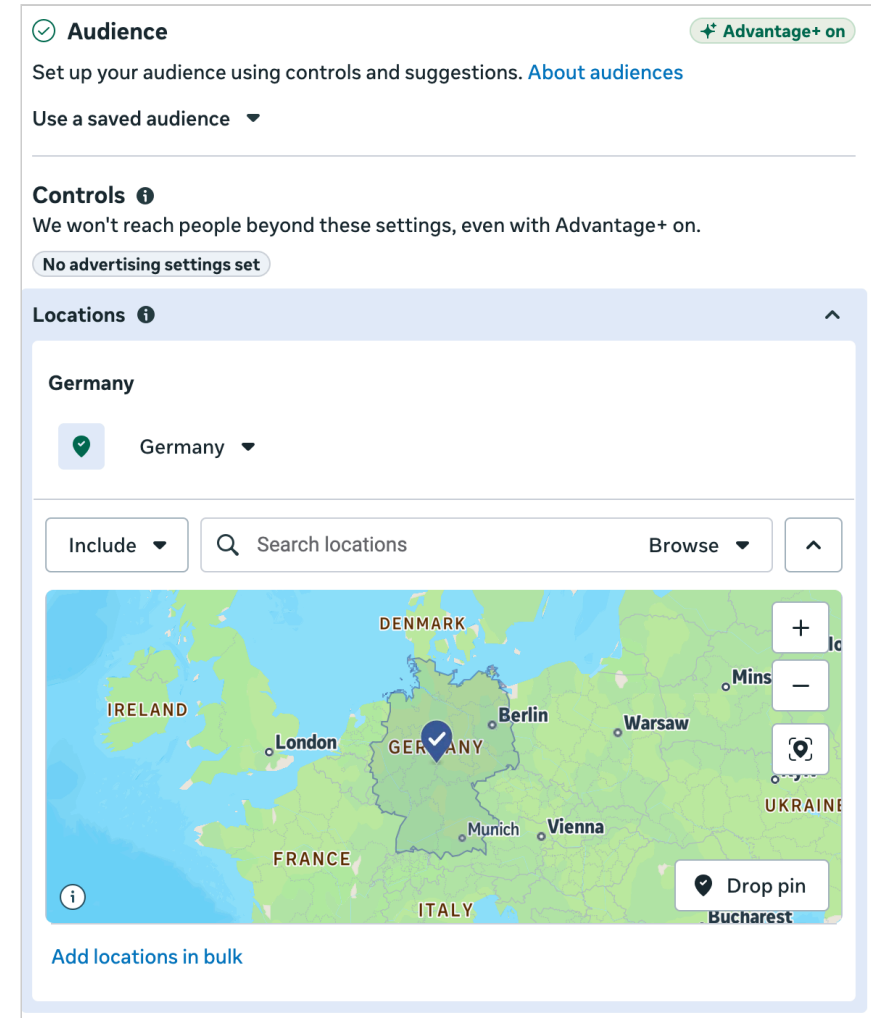 Audience
Advantage+ on
Set up your audience using controls and suggestions. About audiences
Use a saved audience
Controls
We won't reach people beyond these settings, even with Advantage+ on.
No advertising settings set
Locations
Germany
Germany
Include
Search locations
Browse
DENMARK
IRELAND
London
Berlin
GERMANY
Warsaw
Mins
UKRAINE
Munich
Vienna
FRANCE
Drop pin
ITALY
Bucharest
Add locations in bulk